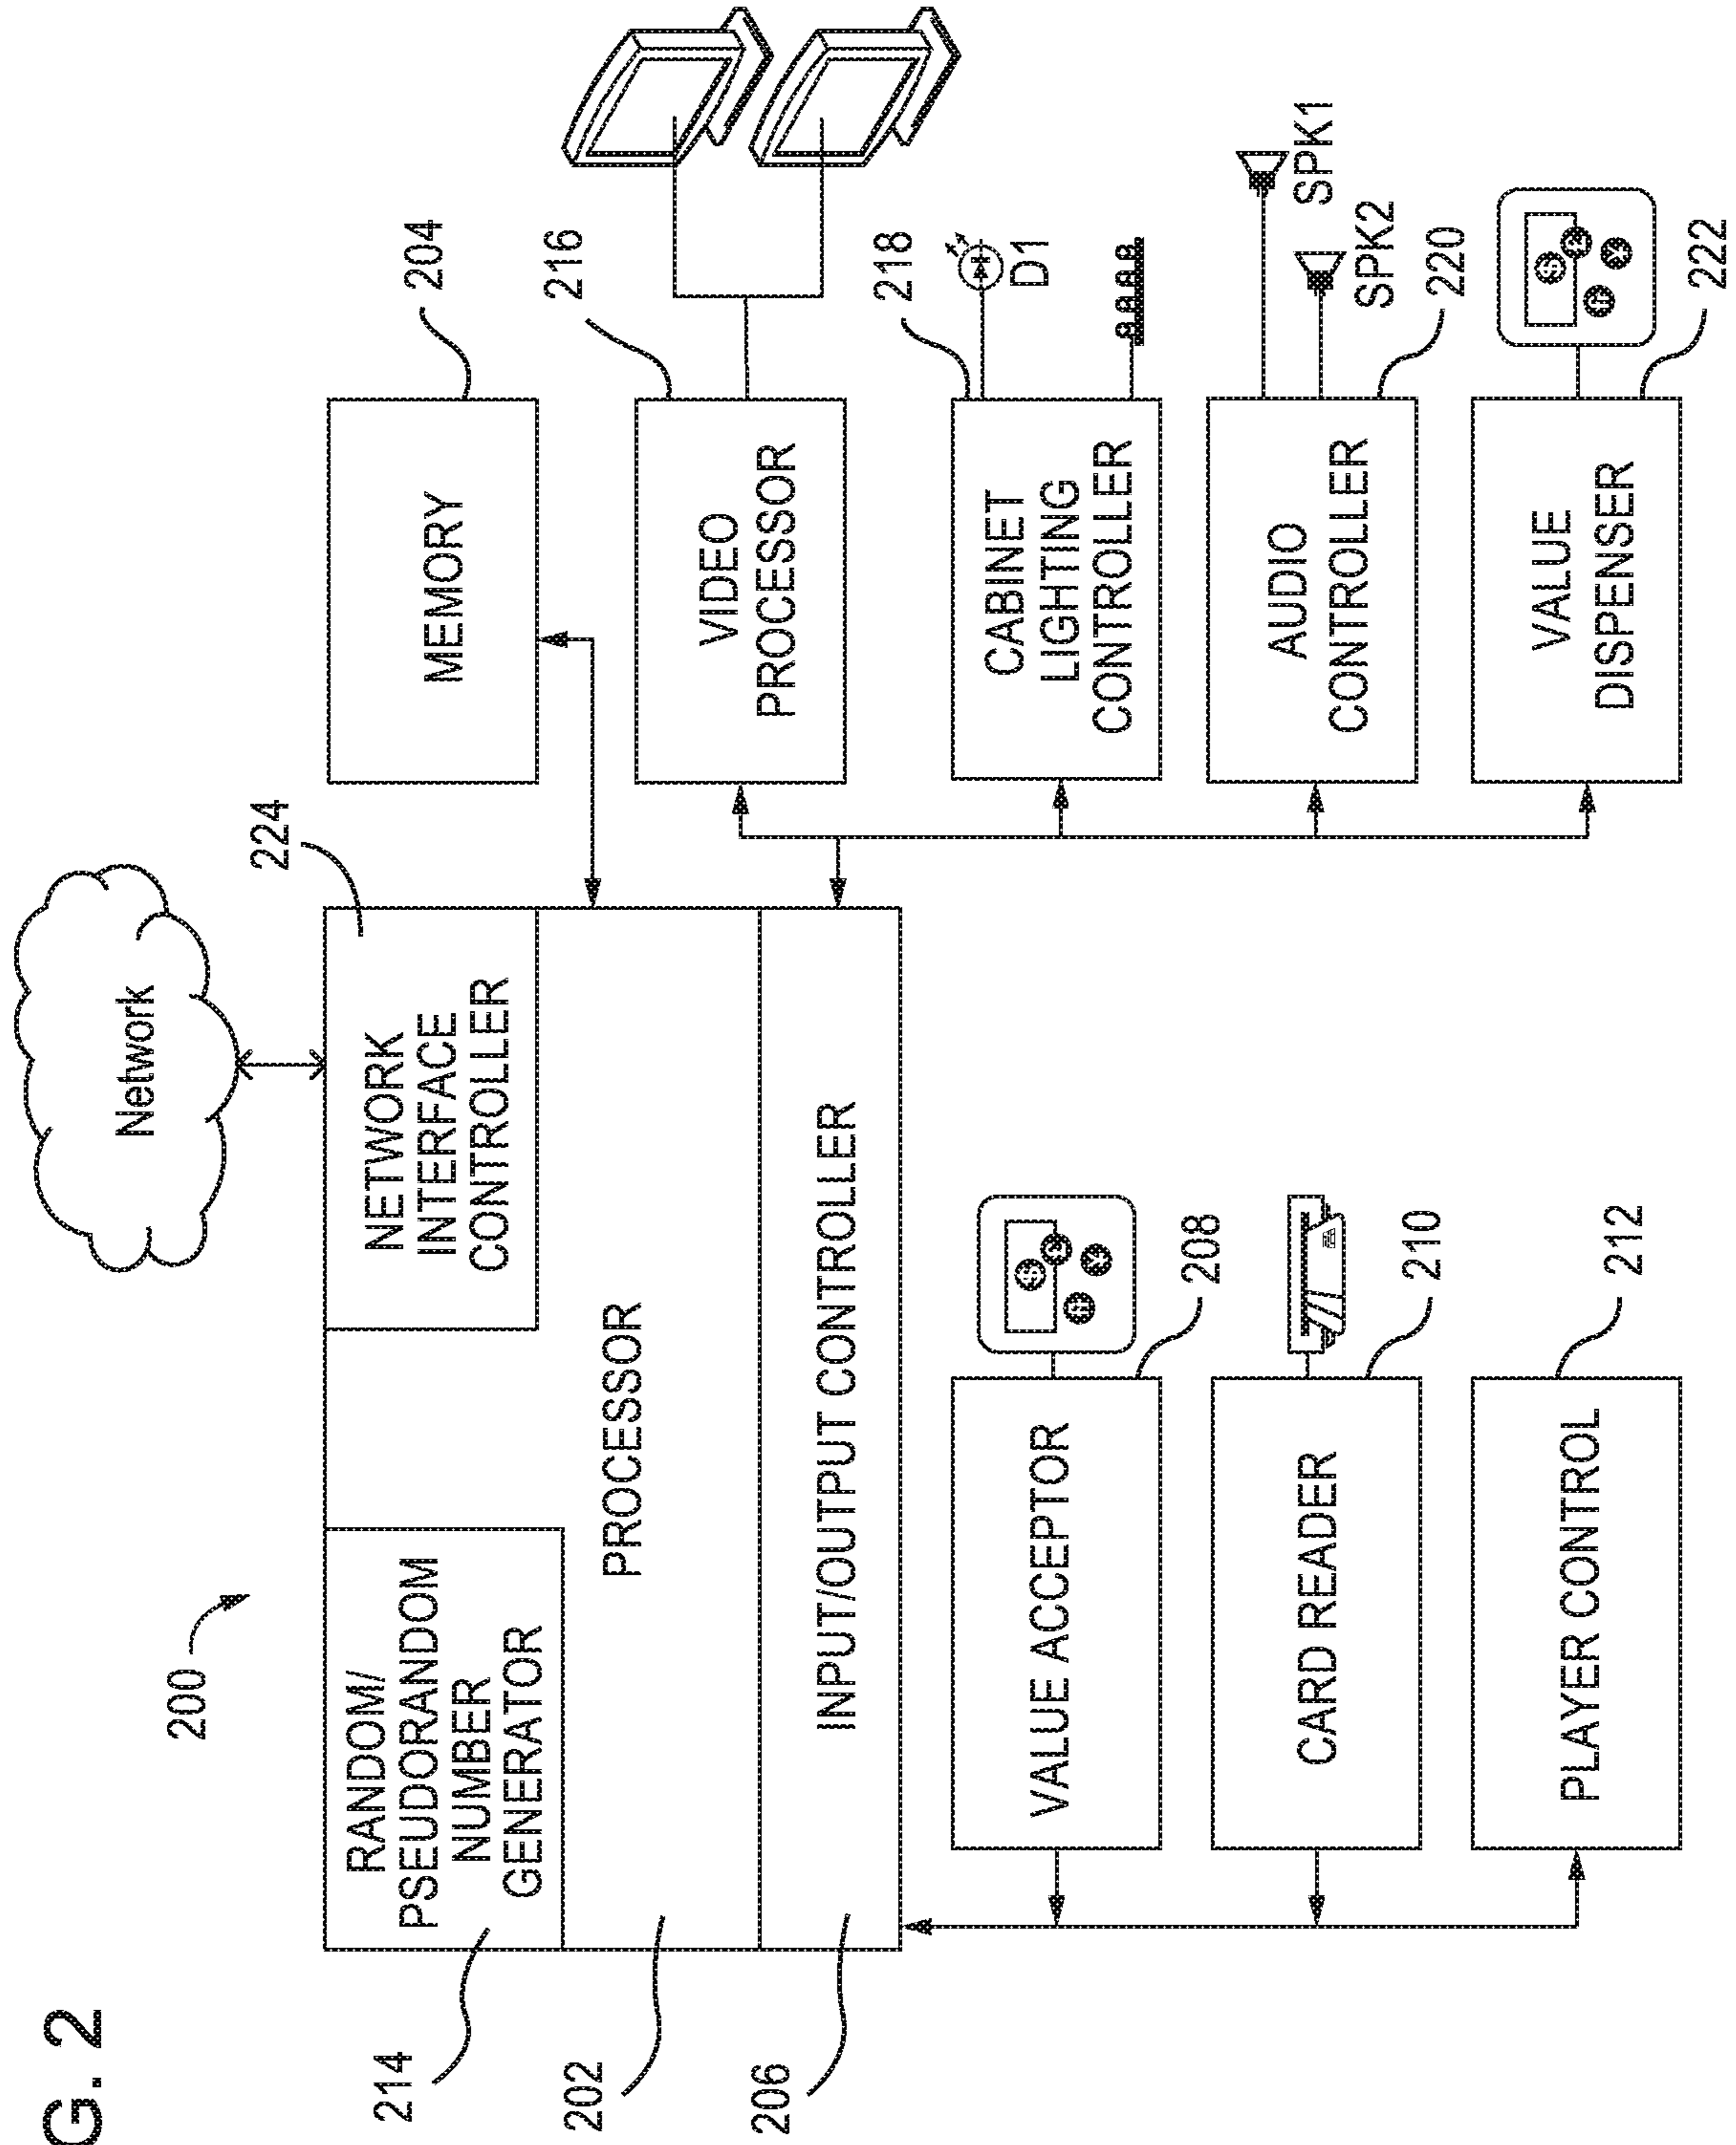 G. 2
200
Network
224
204
216
218
220
222
214
202
206
208
210
212
RANDOM/
PSEUDORANDOM
NUMBER
GENERATOR
NETWORK
INTERFACE
CONTROLLER
PROCESSOR
INPUT/OUTPUT CONTROLLER
MEMORY
VIDEO
PROCESSOR
CABINET
LIGHTING
CONTROLLER
D1
AUDIO
CONTROLLER
SPK1
SPK2
VALUE
DISPENSER
VALUE ACCEPTOR
CARD READER
PLAYER CONTROL